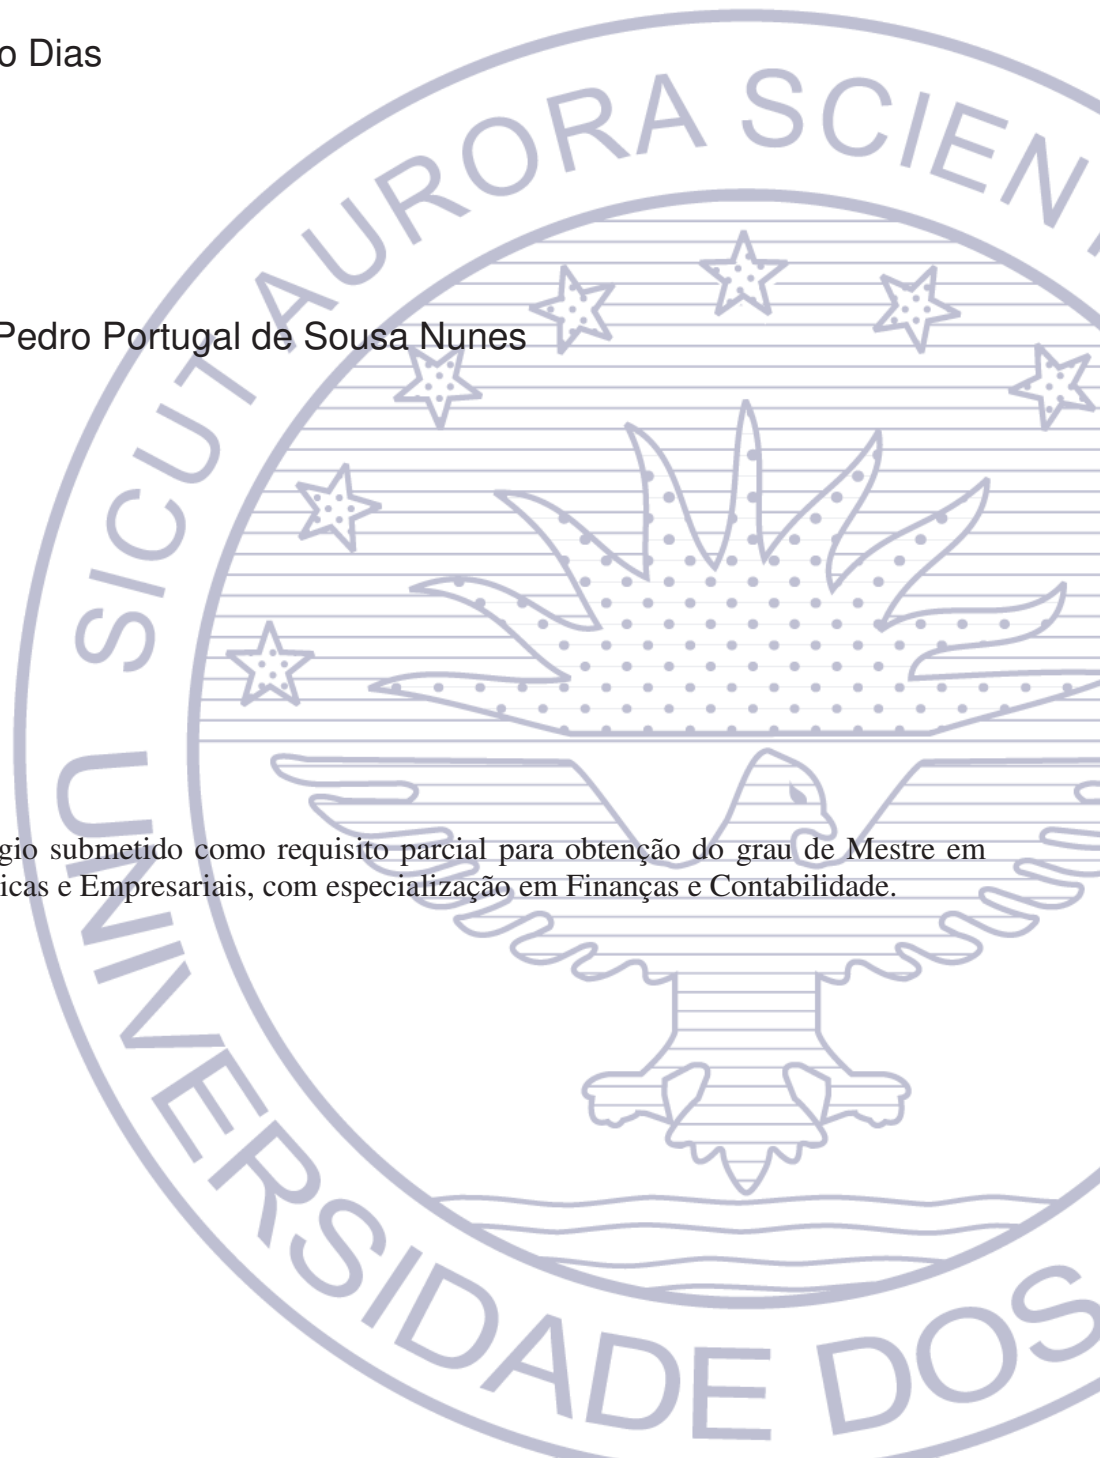 o Dias
Pedro Portugal de Sousa Nunes
gio submetido como requisito parcial para obtenção do grau de Mestre em
icas e Empresariais, com especialização em Finanças e Contabilidade.
SICUT AURORA SCIEN
UNIVERSIDADE DOS